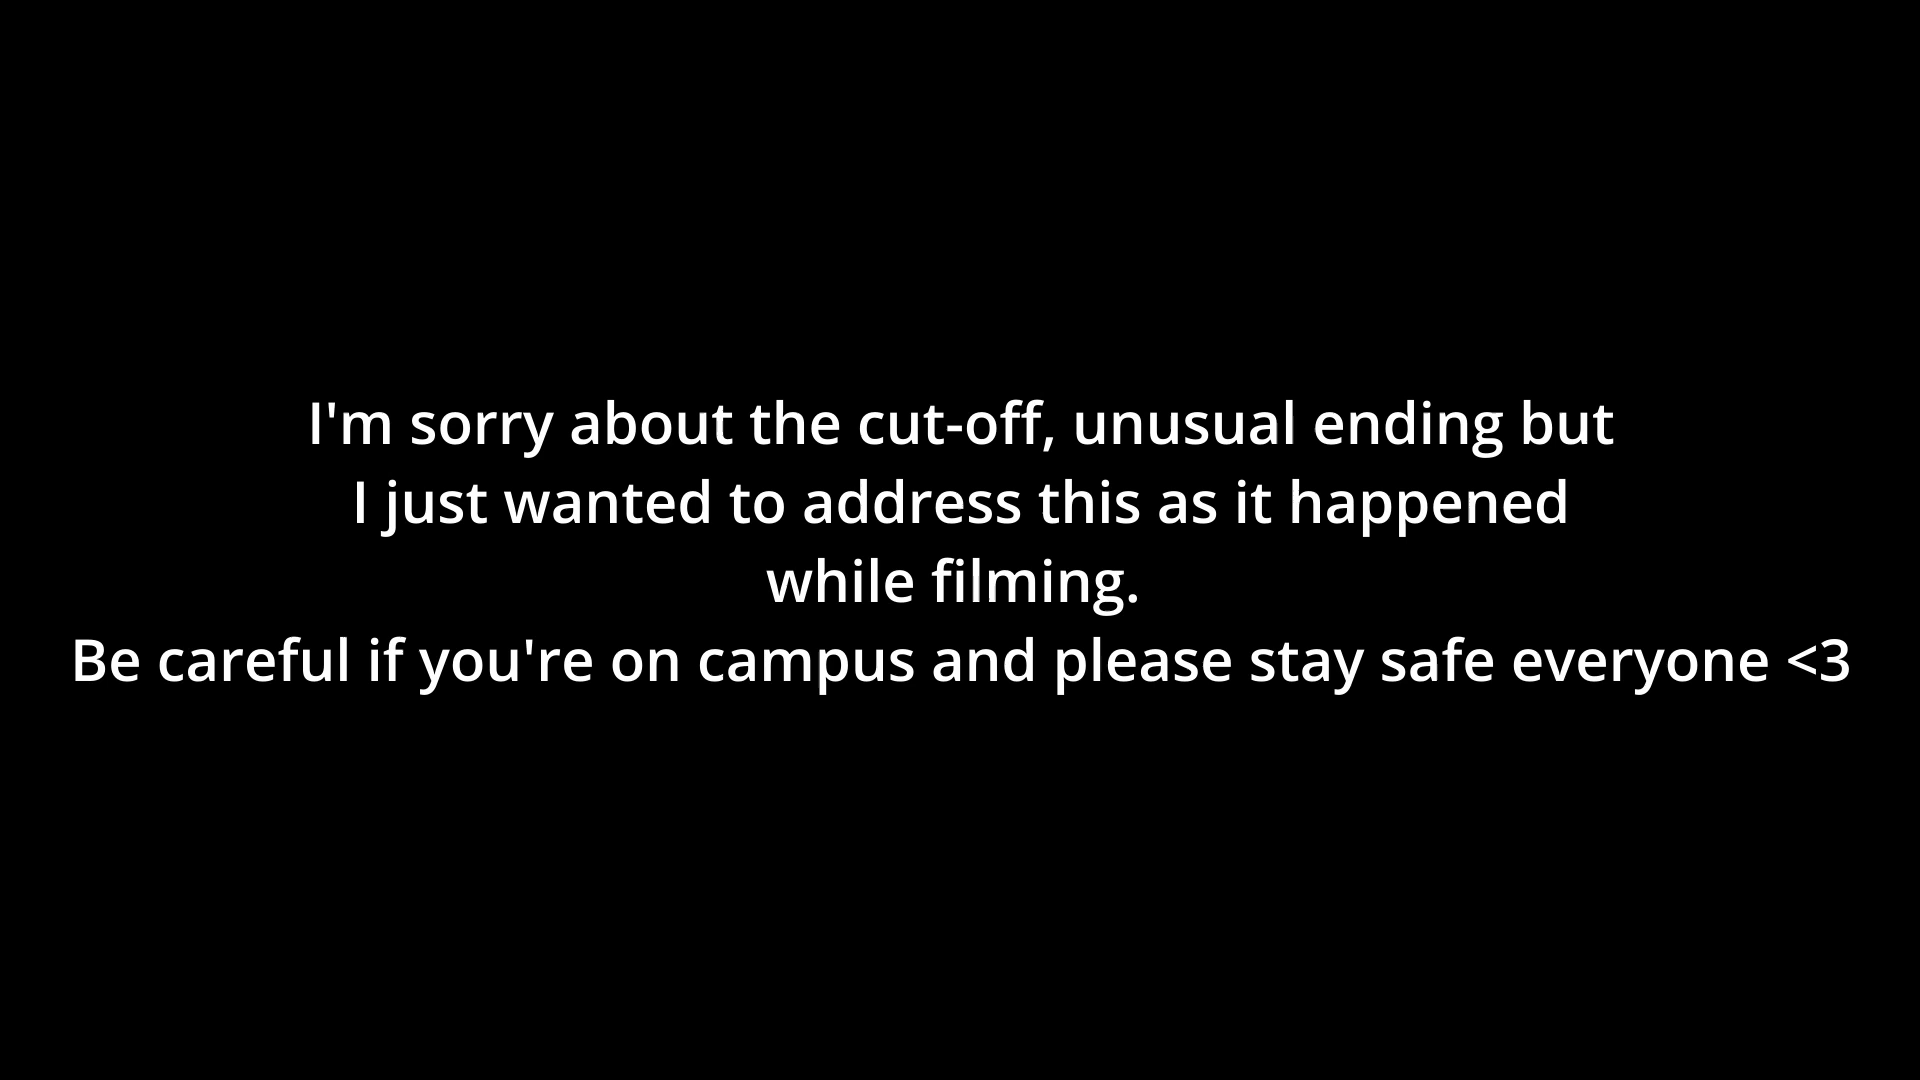 I'm sorry about the cut-off, unusual ending but
I just wanted to address this as it happened
while filming.
Be careful if you're on campus and please stay safe everyone <3